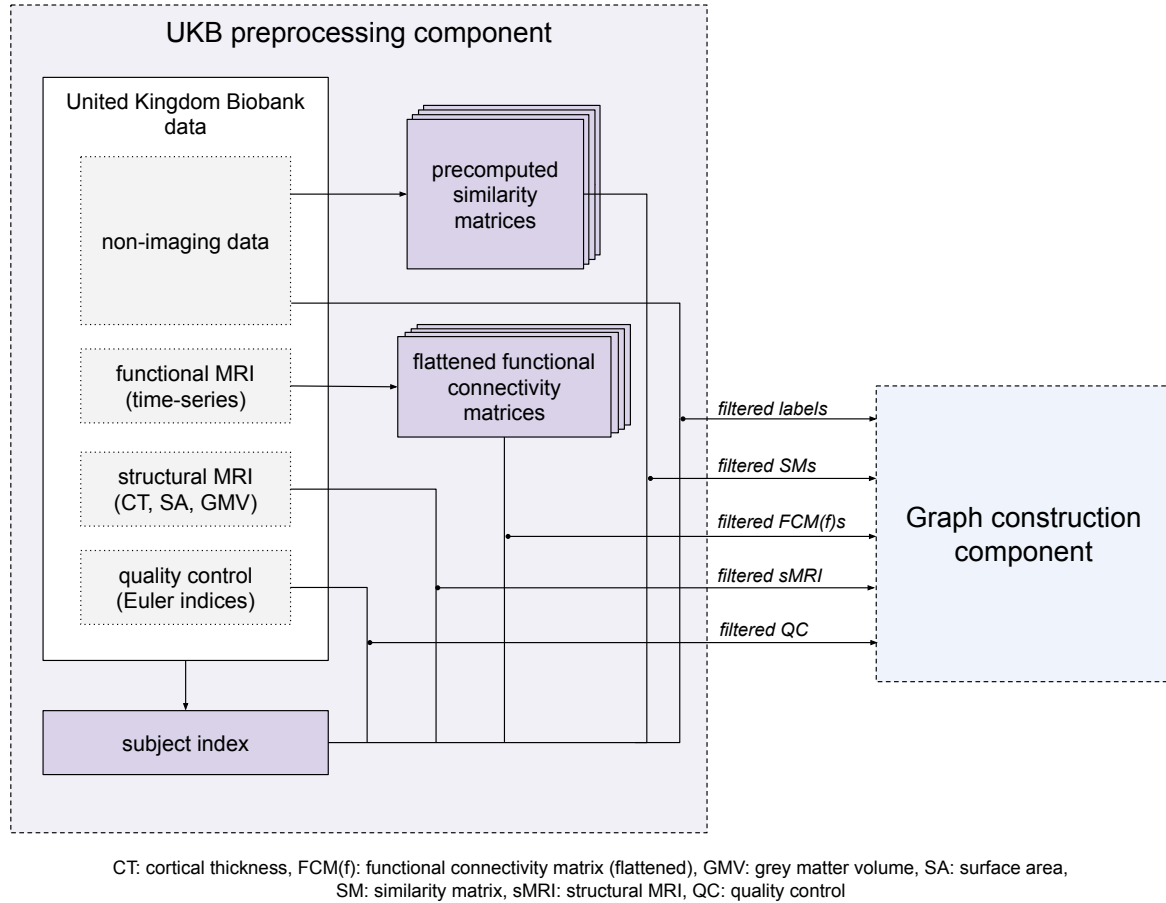 UKB preprocessing component
United Kingdom Biobank
data
non-imaging data
precomputed
similarity
matrices
functional MRI
(time-series)
flattened functional
connectivity
matrices
structural MRI
(CT, SA, GMV)
quality control
(Euler indices)
subject index
filtered labels
filtered SMs
filtered FCM(f)s
filtered sMRI
filtered QC
Graph construction
component
CT: cortical thickness, FCM(f): functional connectivity matrix (flattened), GMV: grey matter volume, SA: surface area,
SM: similarity matrix, sMRI: structural MRI, QC: quality control